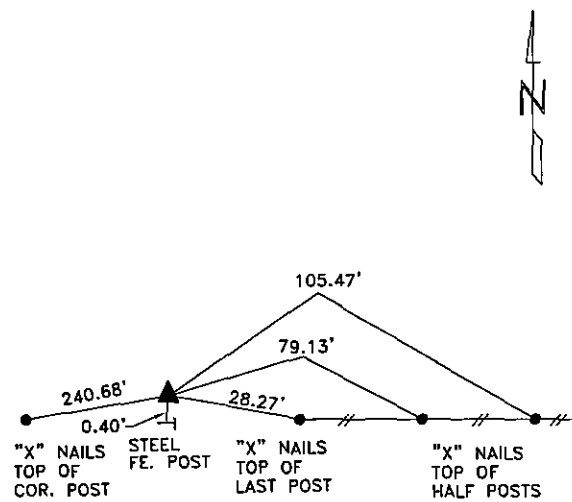 N
105.47'
79.13'
240.68'
28.27'
0.40'
"X" NAILS
TOP OF
COR. POST
STEEL
FE. POST
"X" NAILS
TOP OF
LAST POST
"X" NAILS
TOP OF
HALF POSTS